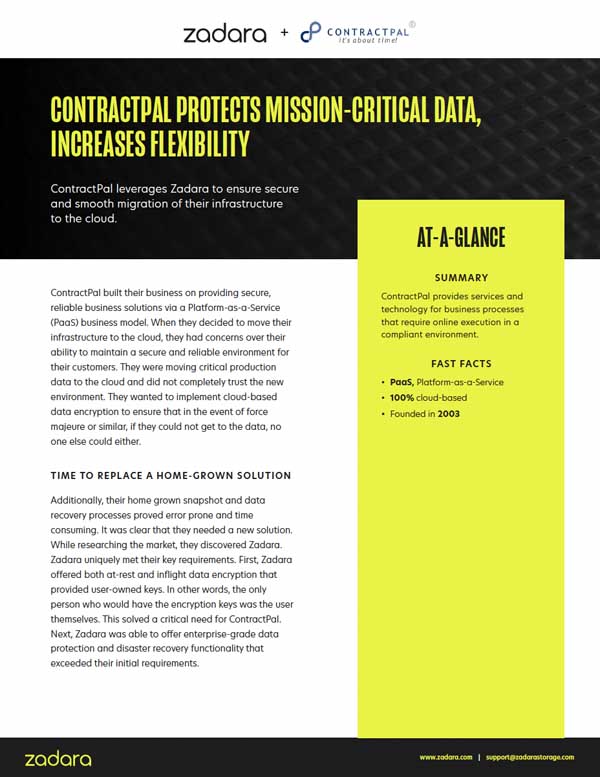 zadara + CONTRACTPAL®
it's about time!
CONTRACTPAL PROTECTS MISSION-CRITICAL DATA,
INCREASES FLEXIBILITY
ContractPal leverages Zadara to ensure secure
and smooth migration of their infrastructure
to the cloud.
AT-A-GLANCE
SUMMARY
ContractPal provides services and
technology for business processes
that require online execution in a
compliant environment.
FAST FACTS
• PaaS, Platform-as-a-Service
• 100% cloud-based
• Founded in 2003
ContractPal built their business on providing secure,
reliable business solutions via a Platform-as-a-Service
(PaaS) business model. When they decided to move their
infrastructure to the cloud, they had concerns over their
ability to maintain a secure and reliable environment for
their customers. They were moving critical production
data to the cloud and did not completely trust the new
environment. They wanted to implement cloud-based
data encryption to ensure that in the event of force
majeure or similar, if they could not get to the data, no
one else could either.
TIME TO REPLACE A HOME-GROWN SOLUTION
Additionally, their home grown snapshot and data
recovery processes proved error prone and time
consuming. It was clear that they needed a new solution.
While researching the market, they discovered Zadara.
Zadara uniquely met their key requirements. First, Zadara
offered both at-rest and inflight data encryption that
provided user-owned keys. In other words, the only
person who would have the encryption keys was the user
themselves. This solved a critical need for ContractPal.
Next, Zadara was able to offer enterprise-grade data
protection and disaster recovery functionality that
exceeded their initial requirements.
zadara
www.zadara.com | support@zadarastorage.com